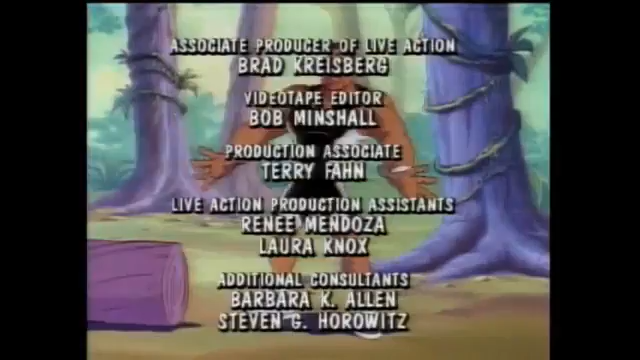 ASSOCIATE PRODUCER OF LIVE ACTION
BRAD KREISBERG
VIDEOTAPE EDITOR
BOB MINSHALL
PRODUCTION ASSOCIATE
TERRY FAHN
LIVE ACTION PRODUCTION ASSISTANTS
RENEE MENDOZA
LAURA KNOX
ADDITIONAL CONSULTANTS
BARBARA K. ALLEN
STEVEN G. HOROWITZ